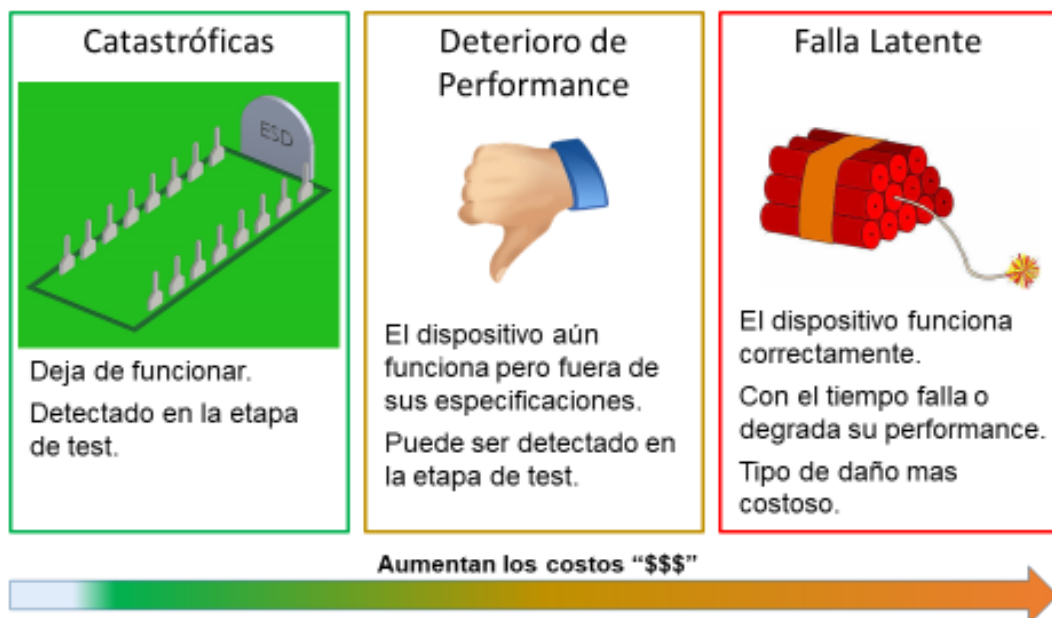 Catastróficas
ESD
Deja de funcionar.
Detectado en la etapa
de test.
Deterioro de
Performance
El dispositivo aún
funciona pero fuera de
sus especificaciones.
Puede ser detectado en
la etapa de test.
Falla Latente
El dispositivo funciona
correctamente.
Con el tiempo falla o
degrada su performance.
Tipo de daño mas
costoso.
Aumentan los costos “$$$”